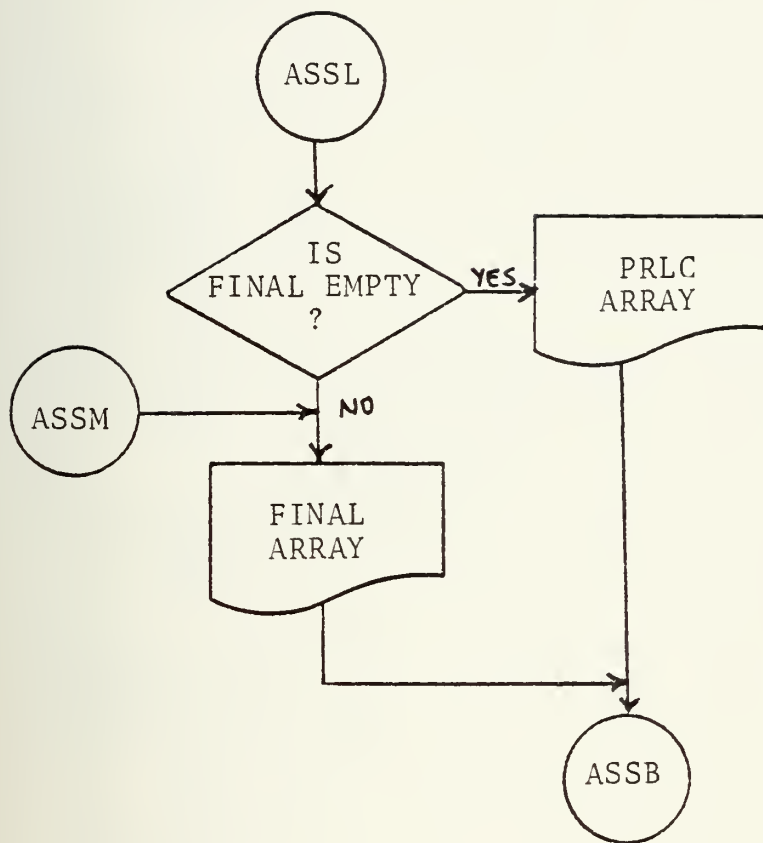 ASSL
IS
FINAL EMPTY
?
YES
PRLC
ARRAY
ASSM
NO
FINAL
ARRAY
ASSB